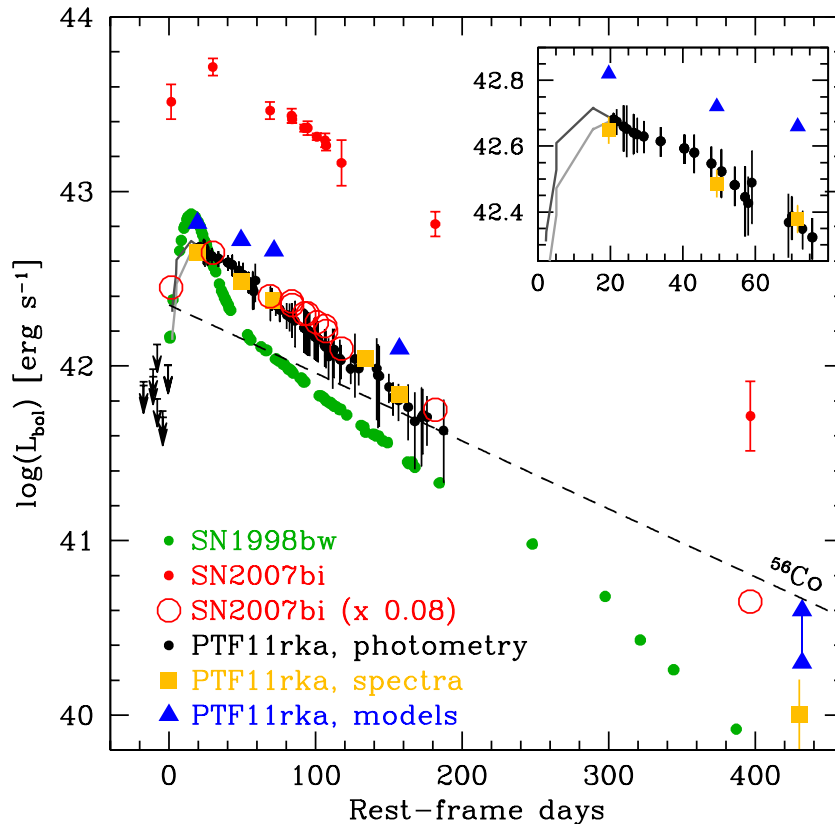 44
43
42
41
40
log(L_bol) [erg s⁻¹]
42.8
42.6
42.4
0 20 40 60
⁵⁶Co
SN1998bw
SN2007bi
SN2007bi (x 0.08)
PTF11rka, photometry
PTF11rka, spectra
PTF11rka, models
0 100 200 300 400
Rest-frame days